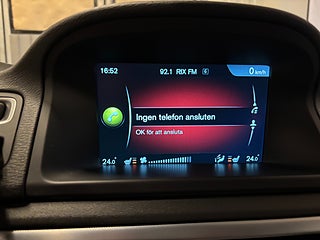 16:52 92.1 RIX FM 0 km/h
Ingen telefon ansluten
OK för att ansluta
24.0° 24.0°